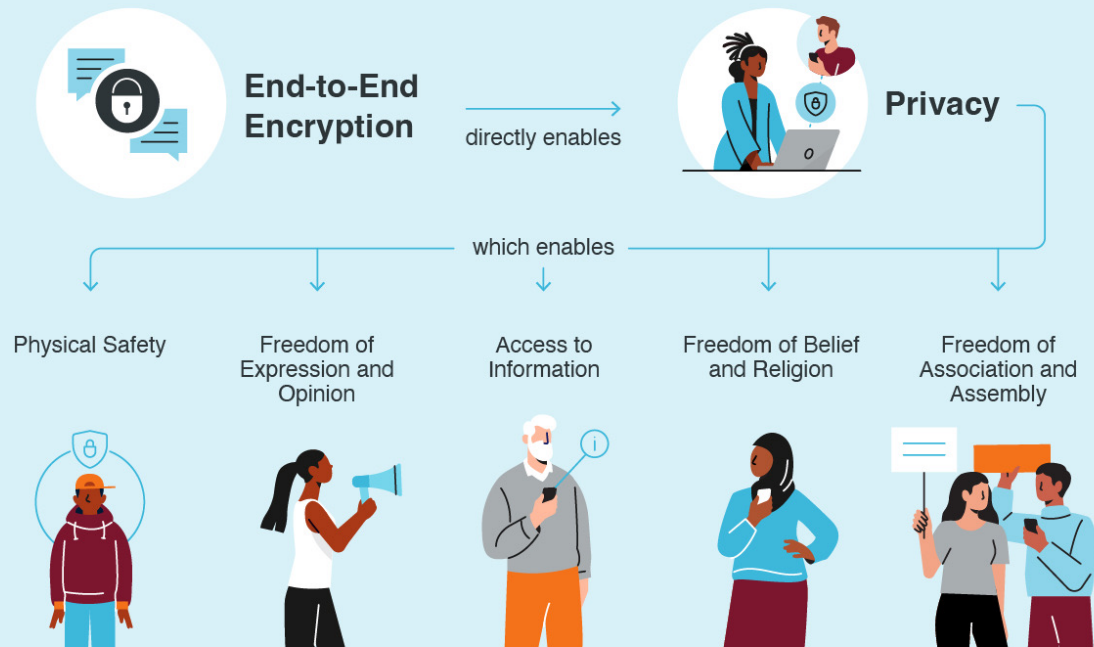 End-to-End
Encryption
directly enables
Privacy
which enables
Physical Safety
Freedom of
Expression and
Opinion
Access to
Information
Freedom of Belief
and Religion
Freedom of
Association and
Assembly
i